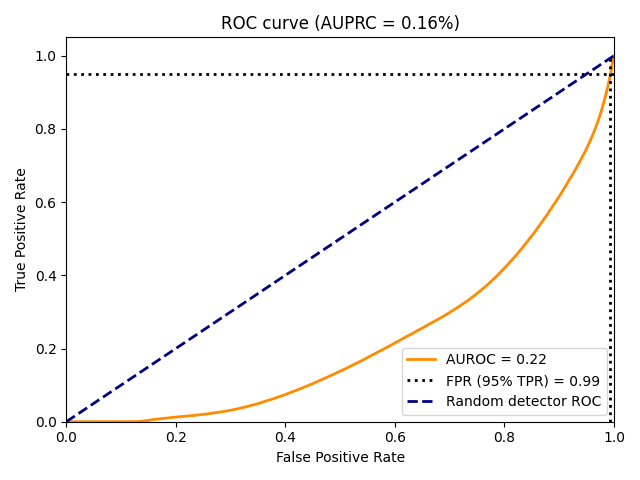 ROC curve (AUPRC = 0.16%)
True Positive Rate
1.0
0.8
0.6
0.4
0.2
0.0
0.0 0.2 0.4 0.6 0.8 1.0
False Positive Rate
AUROC = 0.22
FPR (95% TPR) = 0.99
Random detector ROC